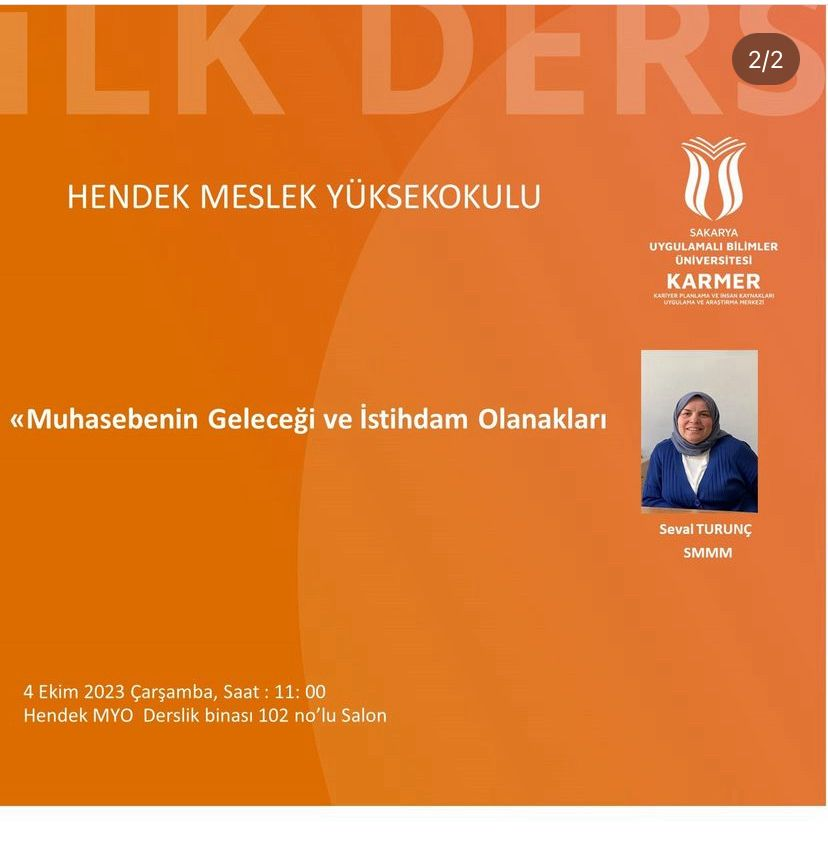 İLK DERS
2/2
HENDEK MESLEK YÜKSEKOKULU
SAKARYA
UYGULAMALI BİLİMLER
ÜNİVERSİTESİ
KARMER
KARİYER PLANLAMA VE İNSAN KAYNAKLARI
UYGULAMA VE ARAŞTIRMA MERKEZİ
«Muhasebenin Geleceği ve İstihdam Olanakları
Seval TURUNÇ
SMMM
4 Ekim 2023 Çarşamba, Saat : 11: 00
Hendek MYO Derslik binası 102 no’lu Salon